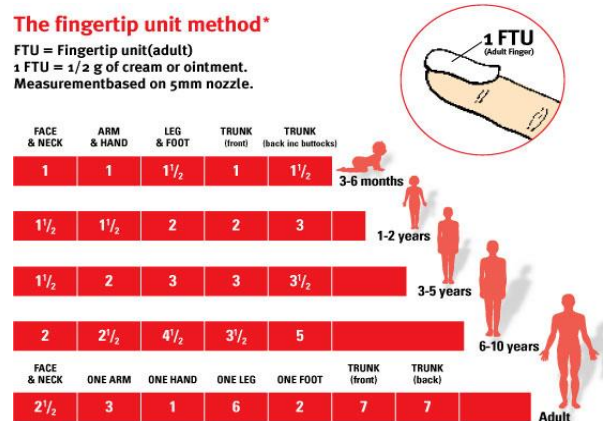 The fingertip unit method*
FTU = Fingertip unit(adult)
1 FTU = 1/2 g of cream or ointment.
Measurementbased on 5mm nozzle.
1 FTU
(Adult Finger)
FACE & NECK ARM & HAND LEG & FOOT TRUNK (front) TRUNK (back inc buttocks)
1 1 1½ 1 1½
3-6 months
1½ 1½ 2 2 3
1-2 years
1½ 2 3 3 3½
3-5 years
2 2½ 4½ 3½ 5
6-10 years
FACE & NECK ONE ARM ONE HAND ONE LEG ONE FOOT TRUNK (front) TRUNK (back)
2½ 3 1 6 2 7 7
Adult